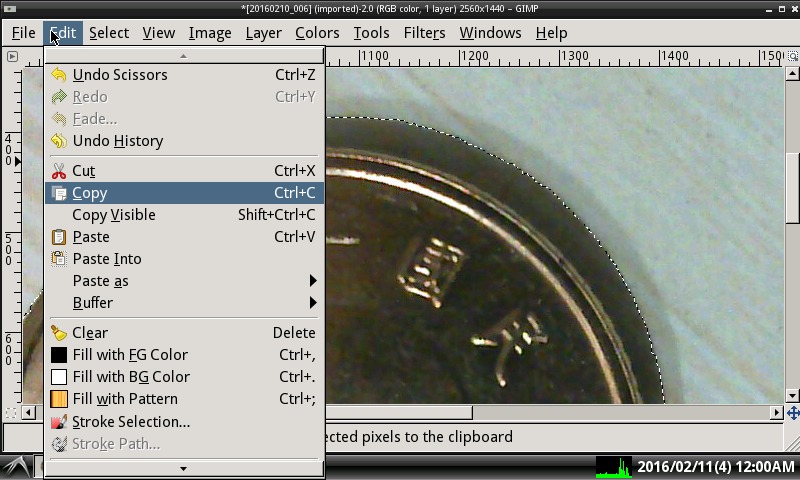 *[20160210_006] (imported)-2.0 (RGB color, 1 layer) 2560x1440 – GIMP
File Edit Select View Image Layer Colors Tools Filters Windows Help
1100 1200 1300 1400 1500
Undo Scissors Ctrl+Z
Redo Ctrl+Y
Fade...
Undo History
Cut Ctrl+X
Copy Ctrl+C
Copy Visible Shift+Ctrl+C
Paste Ctrl+V
Paste Into
Paste as
Buffer
Clear Delete
Fill with FG Color Ctrl+,
Fill with BG Color Ctrl+.
Fill with Pattern Ctrl+;
Stroke Selection...
Stroke Path...
400
500
600
國
ected pixels to the clipboard
2016/02/11(4) 12:00AM